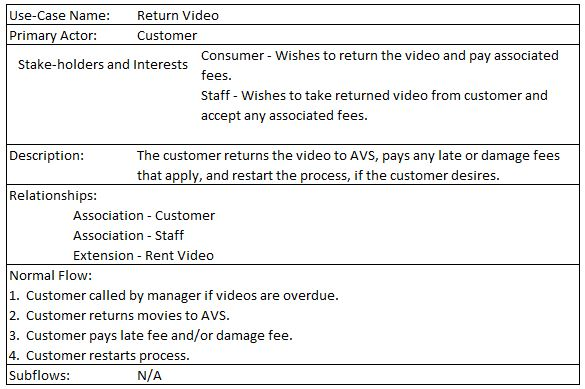 Use-Case Name: Return Video
Primary Actor: Customer
Stake-holders and Interests
Consumer - Wishes to return the video and pay associated
fees.
Staff - Wishes to take returned video from customer and
accept any associated fees.
Description: The customer returns the video to AVS, pays any late or damage fees
that apply, and restart the process, if the customer desires.
Relationships:
Association - Customer
Association - Staff
Extension - Rent Video
Normal Flow:
1. Customer called by manager if videos are overdue.
2. Customer returns movies to AVS.
3. Customer pays late fee and/or damage fee.
4. Customer restarts process.
Subflows: N/A